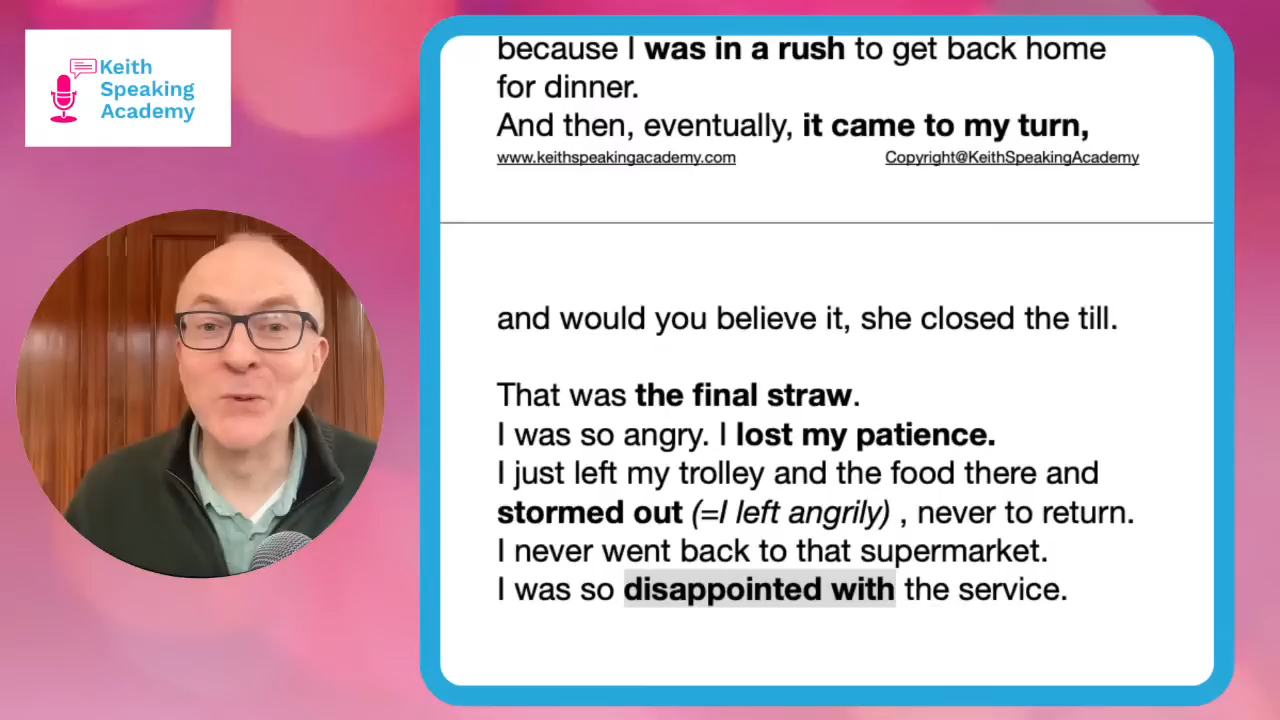 Keith
Speaking
Academy
because I was in a rush to get back home
for dinner.
And then, eventually, it came to my turn,
www.keithspeakingacademy.com Copyright@KeithSpeakingAcademy
and would you believe it, she closed the till.
That was the final straw.
I was so angry. I lost my patience.
I just left my trolley and the food there and
stormed out (=I left angrily) , never to return.
I never went back to that supermarket.
I was so disappointed with the service.